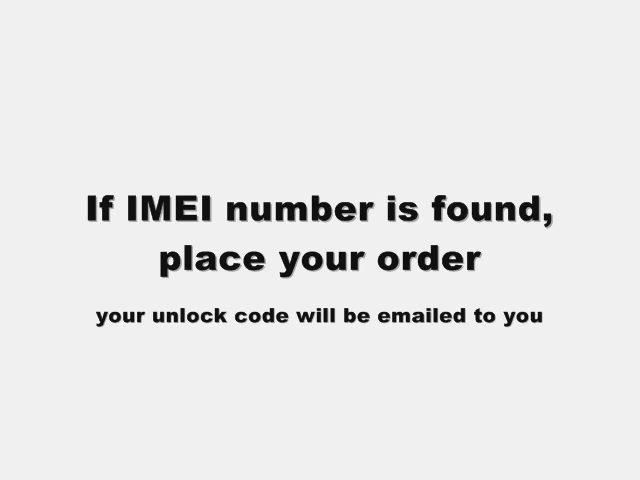 If IMEI number is found,
place your order
your unlock code will be emailed to you